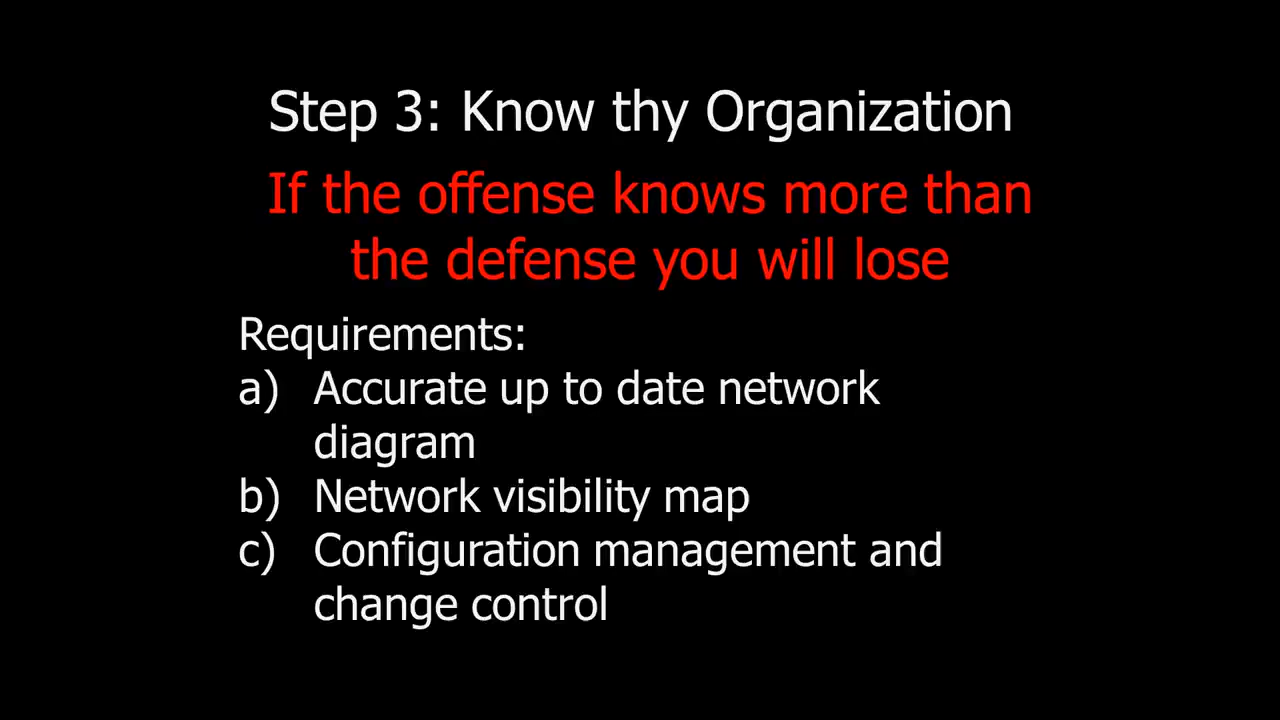 Step 3: Know thy Organization
If the offense knows more than
the defense you will lose
Requirements:
a) Accurate up to date network
diagram
b) Network visibility map
c) Configuration management and
change control